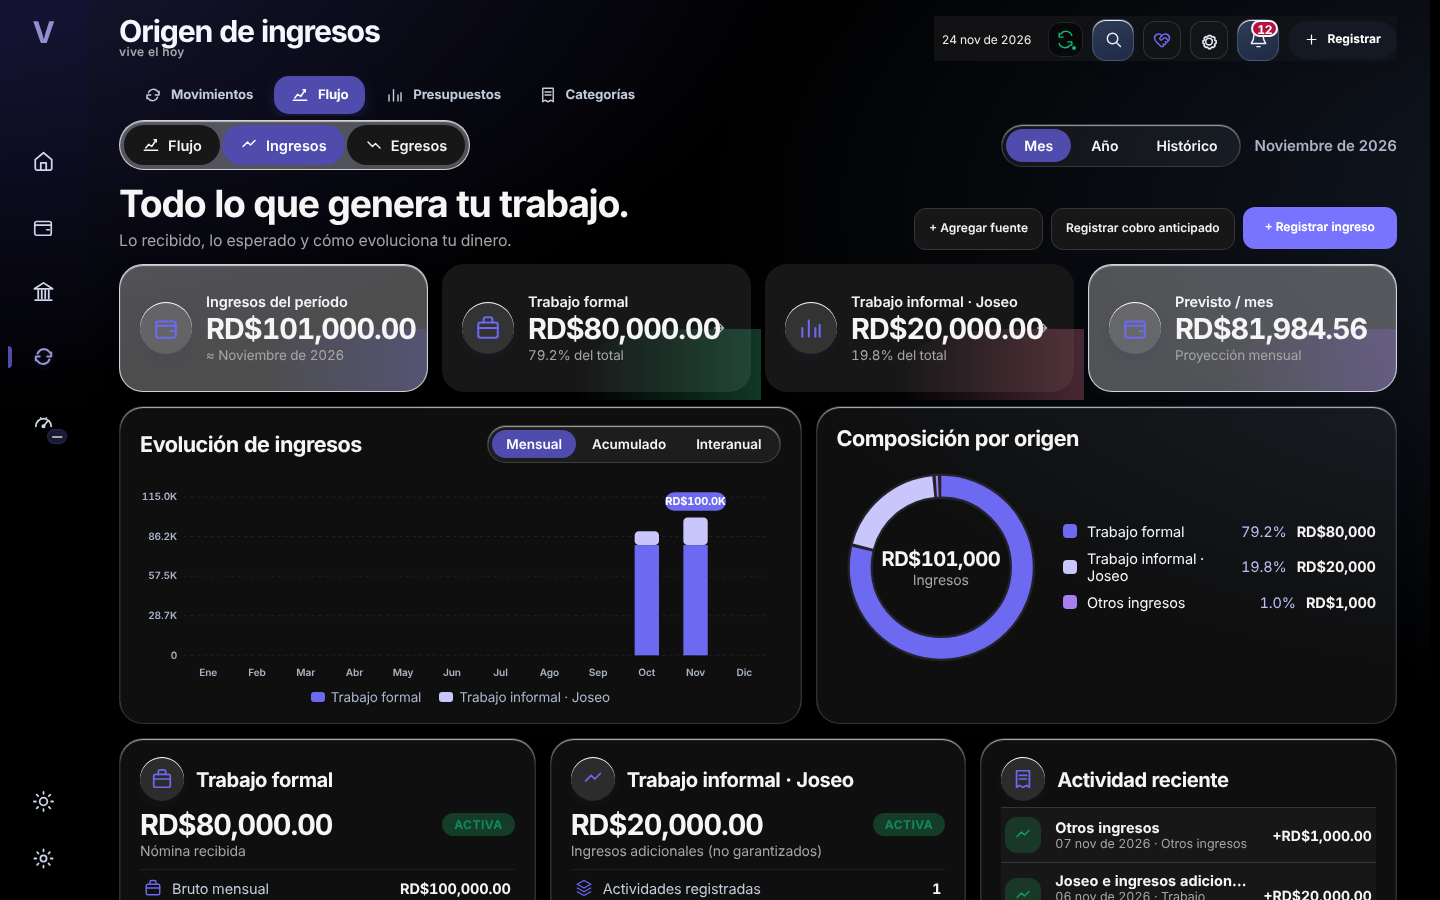 V
Origen de ingresos
vive el hoy
24 nov de 2026
12
+ Registrar
Movimientos
Flujo
Presupuestos
Categorías
Flujo
Ingresos
Egresos
Mes
Año
Histórico
Noviembre de 2026
Todo lo que genera tu trabajo.
Lo recibido, lo esperado y cómo evoluciona tu dinero.
+ Agregar fuente
Registrar cobro anticipado
+ Registrar ingreso
Ingresos del período
RD$101,000.00
≈ Noviembre de 2026
Trabajo formal
RD$80,000.00
79.2% del total
Trabajo informal · Joseo
RD$20,000.00
19.8% del total
Previsto / mes
RD$81,984.56
Proyección mensual
Evolución de ingresos
Mensual
Acumulado
Interanual
115.0K
86.2K
57.5K
28.7K
0
RD$100.0K
Ene Feb Mar Abr May Jun Jul Ago Sep Oct Nov Dic
Trabajo formal
Trabajo informal · Joseo
Composición por origen
RD$101,000
Ingresos
Trabajo formal 79.2% RD$80,000
Trabajo informal ·
Joseo 19.8% RD$20,000
Otros ingresos 1.0% RD$1,000
Trabajo formal
RD$80,000.00
ACTIVA
Nómina recibida
Bruto mensual RD$100,000.00
Trabajo informal · Joseo
RD$20,000.00
ACTIVA
Ingresos adicionales (no garantizados)
Actividades registradas 1
Actividad reciente
Otros ingresos
+RD$1,000.00
07 nov de 2026 · Otros ingresos
Joseo e ingresos adicion...
+RD$20,000.00
06 nov de 2026 · Trabajo